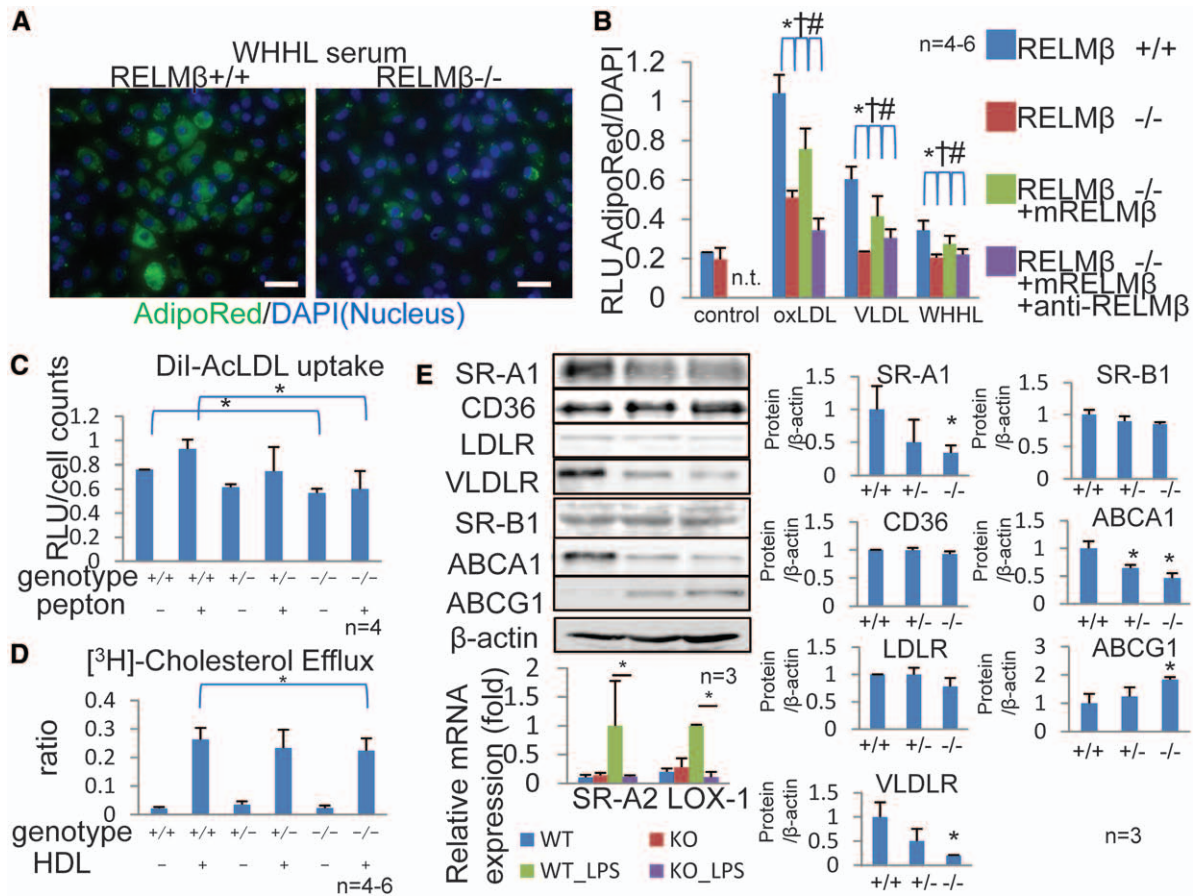 A
WHHL serum
RELMβ+/+ RELMβ-/-
AdipoRed/DAPI(Nucleus)
B
n=4-6
RLU AdipoRed/DAPI
1.2
1
0.8
0.6
0.4
0.2
0
*†#
*†#
*†#
n.t.
control oxLDL VLDL WHHL
RELMβ +/+
RELMβ -/-
RELMβ -/-
+mRELMβ
RELMβ -/-
+mRELMβ
+anti-RELMβ
C
DiI-AcLDL uptake
RLU/cell counts
1
0.8
0.6
0.4
0.2
0
*
*
genotype +/+ +/+ +/- +/- -/- -/-
pepton - + - + - +
n=4
D
[³H]-Cholesterol Efflux
ratio
0.4
0.3
0.2
0.1
0
*
genotype +/+ +/+ +/- +/- -/- -/-
HDL - + - + - +
n=4-6
E
SR-A1
CD36
LDLR
VLDLR
SR-B1
ABCA1
ABCG1
β-actin
Relative mRNA
expression (fold)
2
1.5
1
0.5
0
*
*
n=3
SR-A2 LOX-1
WT KO
WT_LPS KO_LPS
SR-A1
Protein
/β-actin
1.5
1
0.5
0
*
+/+ +/- -/-
SR-B1
Protein
/β-actin
1.5
1
0.5
0
+/+ +/- -/-
CD36
Protein
/β-actin
1.5
1
0.5
0
+/+ +/- -/-
ABCA1
Protein
/β-actin
1.5
1
0.5
0
* *
+/+ +/- -/-
LDLR
Protein
/β-actin
1.5
1
0.5
0
+/+ +/- -/-
ABCG1
Protein
/β-actin
3
2
1
0
*
+/+ +/- -/-
VLDLR
Protein
/β-actin
1.5
1
0.5
0
*
+/+ +/- -/-
n=3